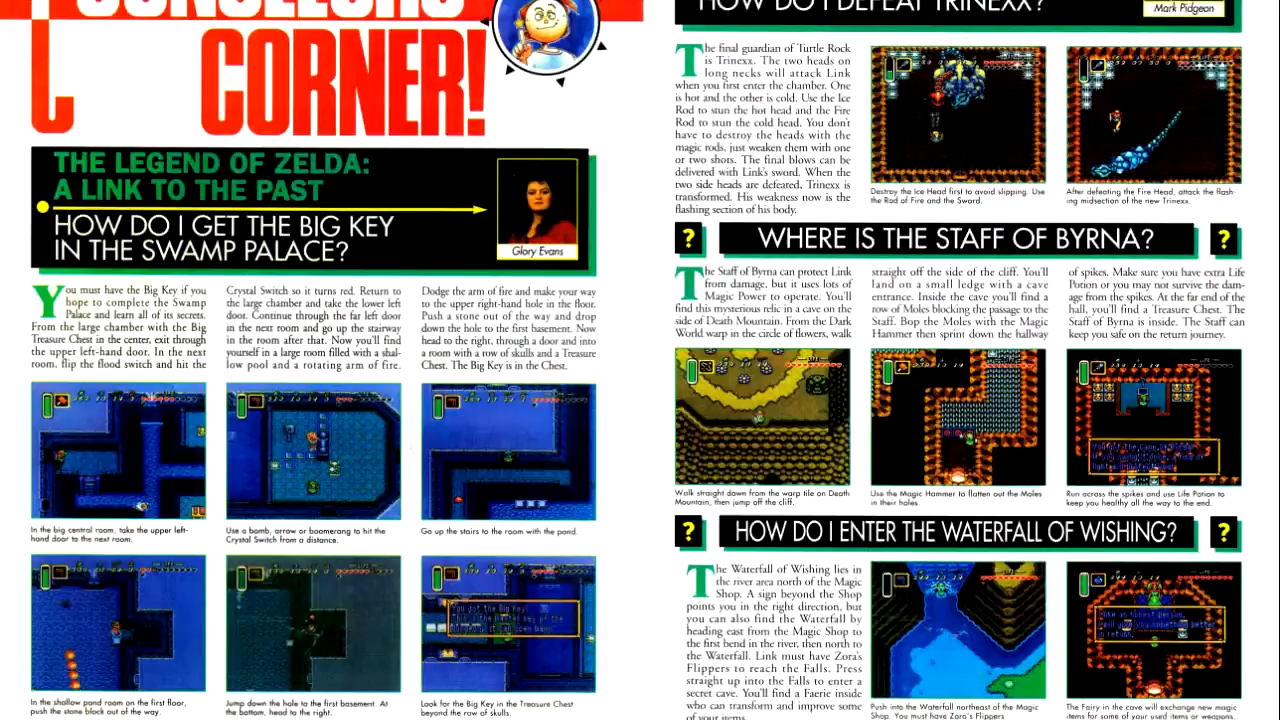 COUNSELORS
CORNER!
THE LEGEND OF ZELDA:
A LINK TO THE PAST
HOW DO I GET THE BIG KEY
IN THE SWAMP PALACE?
Glory Evans
You must have the Big Key if you
hope to complete the Swamp
Palace and learn all of its secrets.
From the large chamber with the Big
Treasure Chest in the center, exit through
the upper left-hand door. In the next
room, flip the flood switch and hit the
Crystal Switch so it turns red. Return to
the large chamber and take the lower left
door. Continue through the far left door
in the next room and go up the stairway
in the room after that. Now you'll find
yourself in a large room filled with a shal-
low pool and a rotating arm of fire.
Dodge the arm of fire and make your way
to the upper right-hand hole in the floor.
Push a stone out of the way and drop
down the hole to the first basement. Now
head to the right, through a door and into
a room with a row of skulls and a Treasure
Chest. The Big Key is in the Chest.
In the big central room, take the upper left-
hand door to the next room.
Use a bomb, arrow or boomerang to hit the
Crystal Switch from a distance.
Go up the stairs to the room with the pond.
You got the Big Key!
In the shallow pond room on the first floor,
push the stone block out of the way.
Jump down the hole to the first basement. At
the bottom, head to the right.
Look for the Big Key in the Treasure Chest
beyond the row of skulls.
HOW DO I DEFEAT TRINEXX?
Mark Pidgeon
The final guardian of Turtle Rock
is Trinexx. The two heads on
long necks will attack Link
when you first enter the chamber. One
is hot and the other is cold. Use the Ice
Rod to stun the hot head and the Fire
Rod to stun the cold head. You don't
have to destroy the heads with the
magic rods, just weaken them with one
or two shots. The final blows can be
delivered with Link's sword. When the
two side heads are defeated, Trinexx is
transformed. His weakness now is the
flashing section of his body.
Destroy the Ice Head first to avoid slipping. Use
the Rod of Fire and the Sword.
After defeating the Fire Head, attack the flash-
ing midsection of the new Trinexx.
? WHERE IS THE STAFF OF BYRNA? ?
The Staff of Byrna can protect Link
from damage, but it uses lots of
Magic Power to operate. You'll
find this mysterious relic in a cave on the
side of Death Mountain. From the Dark
World warp in the circle of flowers, walk
straight off the side of the cliff. You'll
land on a small ledge with a cave
entrance. Inside the cave you'll find a
row of Moles blocking the passage to the
Staff. Bop the Moles with the Magic
Hammer then sprint down the hallway
of spikes. Make sure you have extra Life
Potion or you may not survive the dam-
age from the spikes. At the far end of the
hall, you'll find a Treasure Chest. The
Staff of Byrna is inside. The Staff can
keep you safe on the return journey.
Walk straight down from the warp tile on Death
Mountain, then jump off the cliff.
Use the Magic Hammer to flatten out the Moles
in their holes.
Run across the spikes and use Life Potion to
keep you healthy all the way to the end.
? HOW DO I ENTER THE WATERFALL OF WISHING? ?
The Waterfall of Wishing lies in
the river area north of the Magic
Shop. A sign beyond the Shop
points you in the right direction, but
you can also find the Waterfall by
heading east from the Magic Shop to
the first bend in the river, then north
to the Waterfall. Link must have Zora's
Flippers to reach the Falls. Press
straight up into the Falls to enter a
secret cave. You'll find a Faerie inside
who can transform and improve some
of your items.
Push into the Waterfall northeast of the Magic
Shop. You must have Zora's Flippers
The Fairy in the cave will exchange new magic
items for some of your used items or weapons.